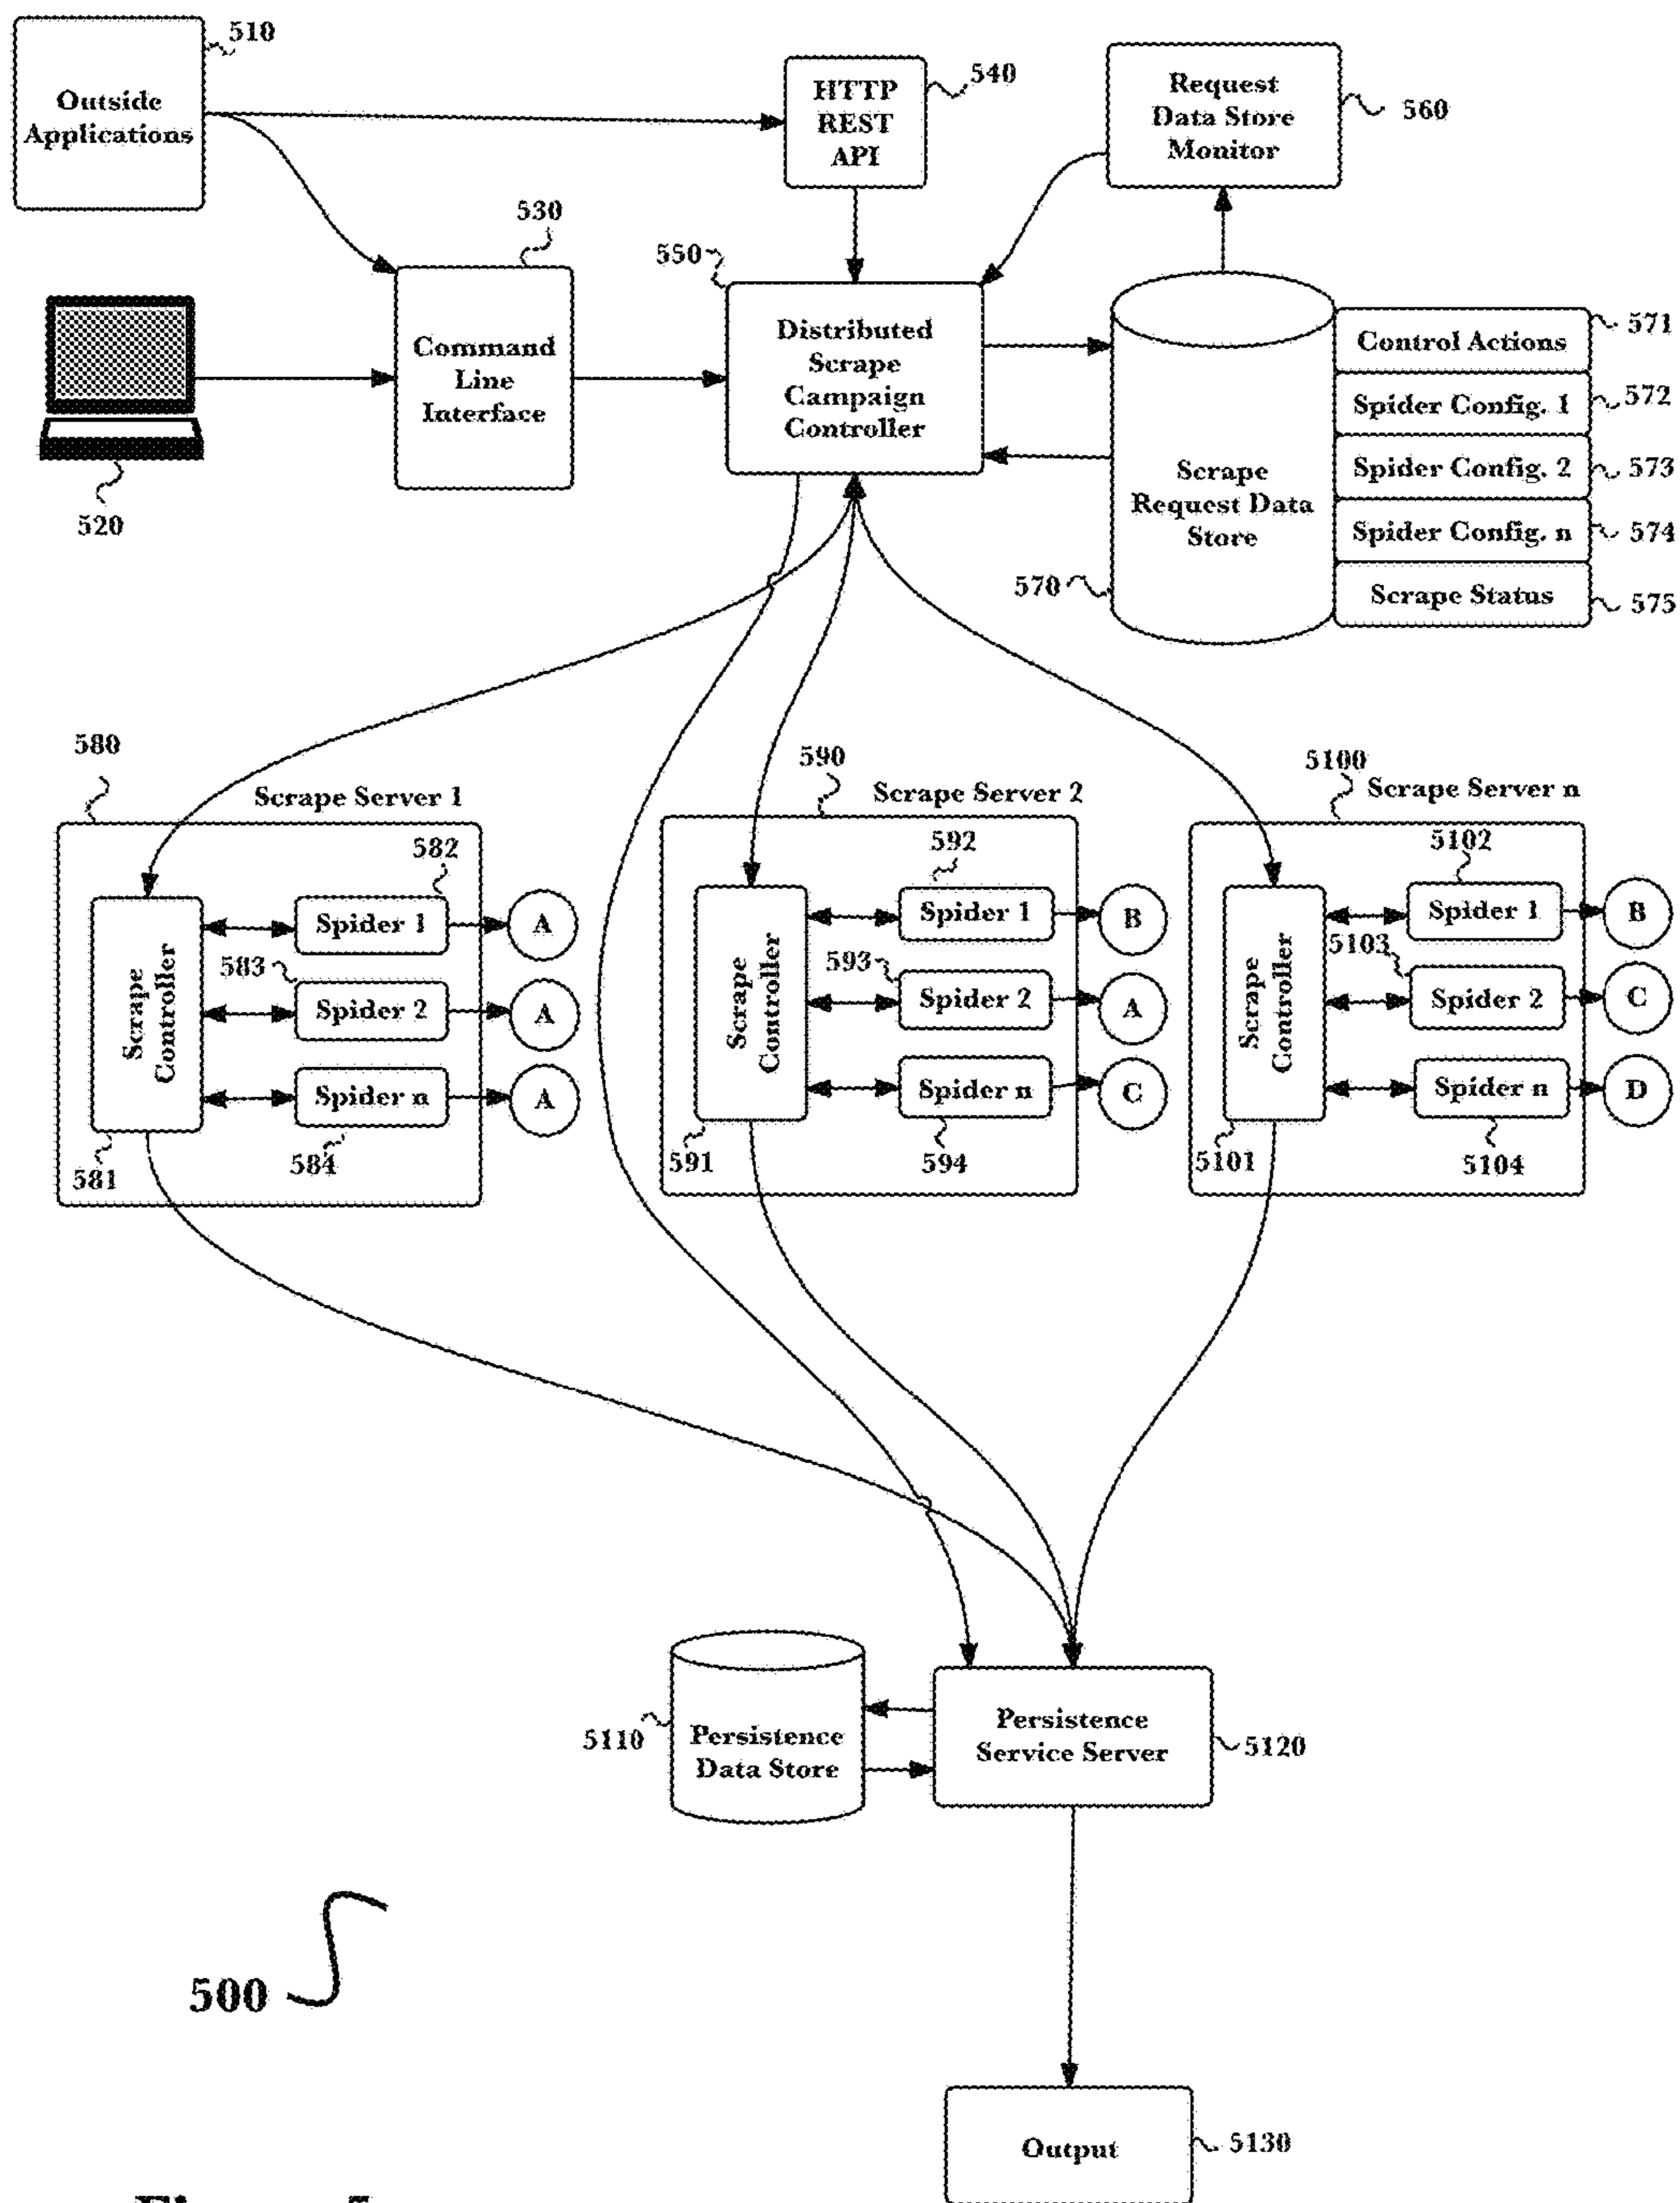 510
Outside
Applications
HTTP
REST
API
540
Request
Data Store
Monitor
560
530
550
Command
Line
Interface
520
Distributed
Scrape
Campaign
Controller
Scrape
Request Data
Store
570
Control Actions
571
Spider Config. 1
572
Spider Config. 2
573
Spider Config. n
574
Scrape Status
575
580
Scrape Server 1
582
Scrape
Controller
Spider 1
A
583
Spider 2
A
Spider n
A
581
584
590
Scrape Server 2
592
Scrape
Controller
Spider 1
B
593
Spider 2
A
Spider n
C
591
594
5100
Scrape Server n
5102
Scrape
Controller
Spider 1
B
5103
Spider 2
C
Spider n
D
5101
5104
5110
Persistence
Data Store
Persistence
Service Server
5120
500
Output
5130